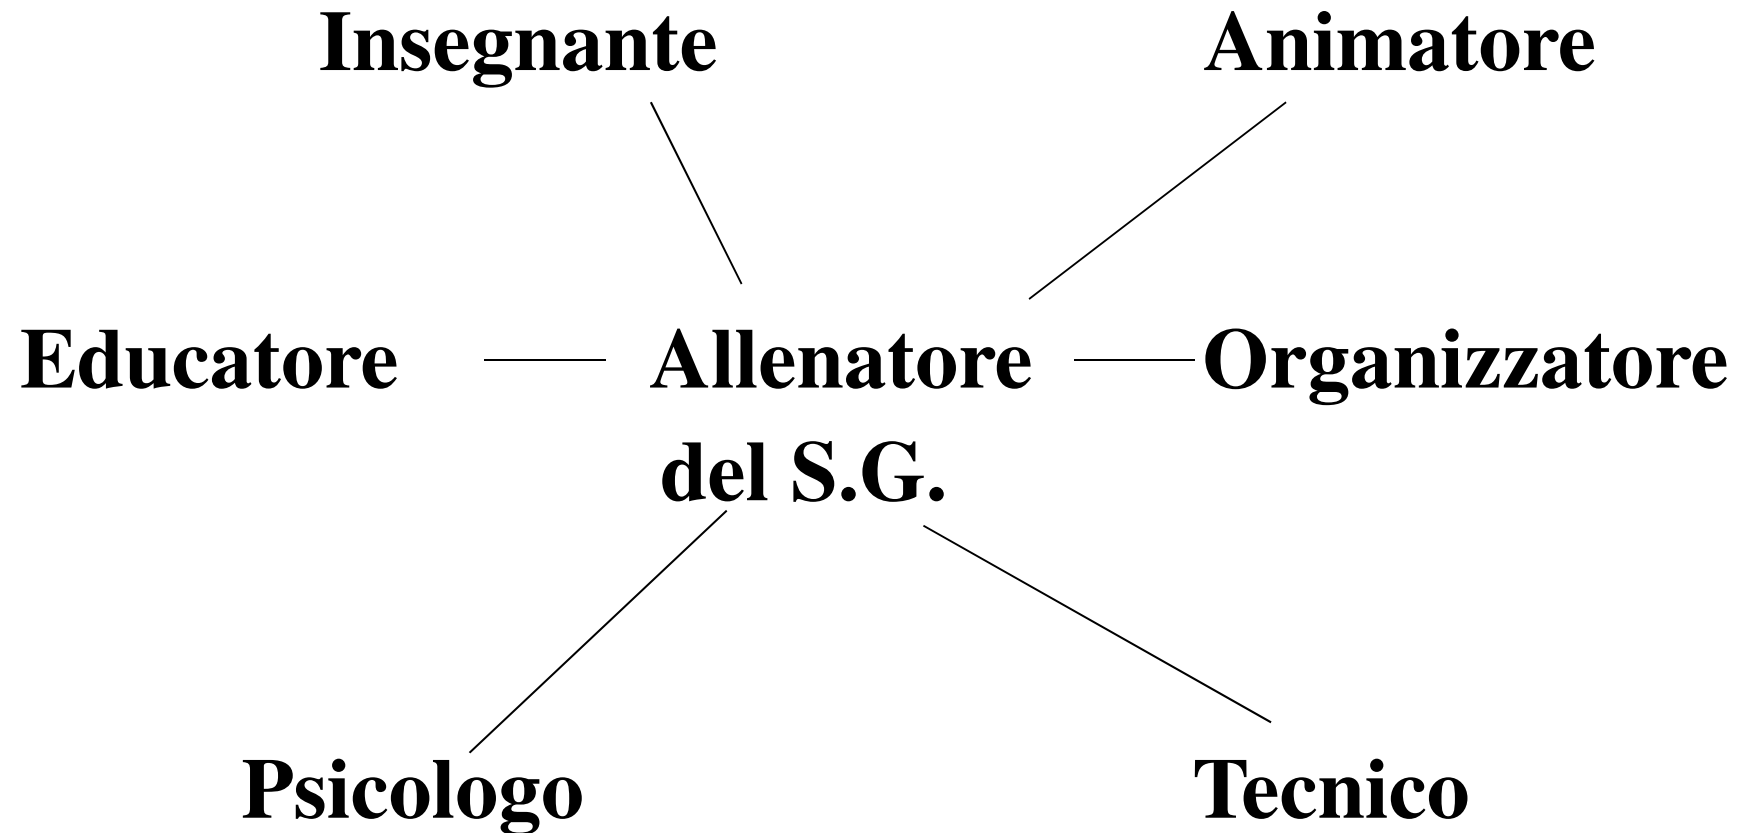 Insegnante
Animatore
Educatore
Allenatore
Organizzatore
del S.G.
Psicologo
Tecnico